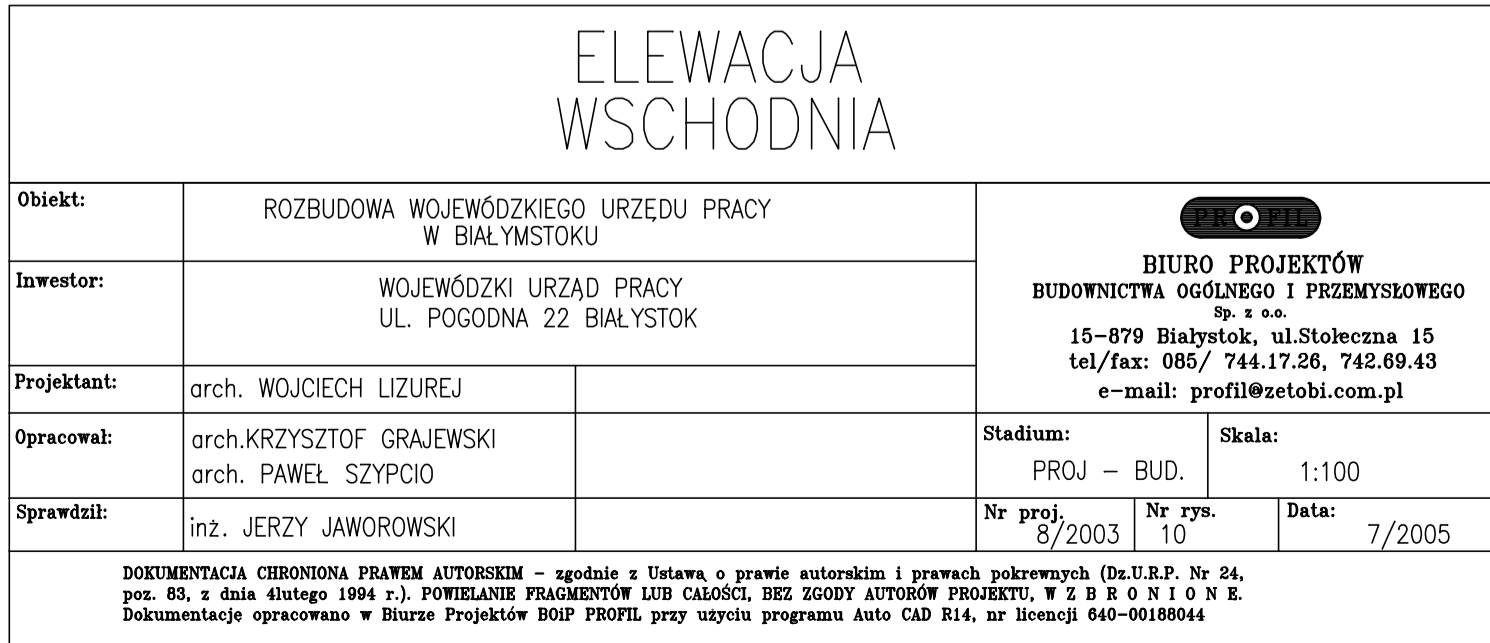 ELEWACJA
WSCHODNIA
Obiekt:
ROZBUDOWA WOJEWÓDZKIEGO URZĘDU PRACY
W BIAŁYMSTOKU
Inwestor:
WOJEWÓDZKI URZĄD PRACY
UL. POGODNA 22 BIAŁYSTOK
PROFIL
BIURO PROJEKTÓW
BUDOWNICTWA OGÓLNEGO I PRZEMYSŁOWEGO
Sp. z o.o.
15-879 Białystok, ul.Stołeczna 15
tel/fax: 085/ 744.17.26, 742.69.43
e-mail: profil@zetobi.com.pl
Projektant:
arch. WOJCIECH LIZUREJ
Opracował:
arch.KRZYSZTOF GRAJEWSKI
arch. PAWEŁ SZYPCIO
Stadium:
PROJ - BUD.
Skala:
1:100
Sprawdził:
inż. JERZY JAWOROWSKI
Nr proj.
8/2003
Nr rys.
10
Data:
7/2005
DOKUMENTACJA CHRONIONA PRAWEM AUTORSKIM - zgodnie z Ustawą o prawie autorskim i prawach pokrewnych (Dz.U.R.P. Nr 24,
poz. 83, z dnia 4lutego 1994 r.). POWIELANIE FRAGMENTÓW LUB CAŁOŚCI, BEZ ZGODY AUTORÓW PROJEKTU, W Z B R O N I O N E.
Dokumentację opracowano w Biurze Projektów BOiP PROFIL przy użyciu programu Auto CAD R14, nr licencji 640-00188044